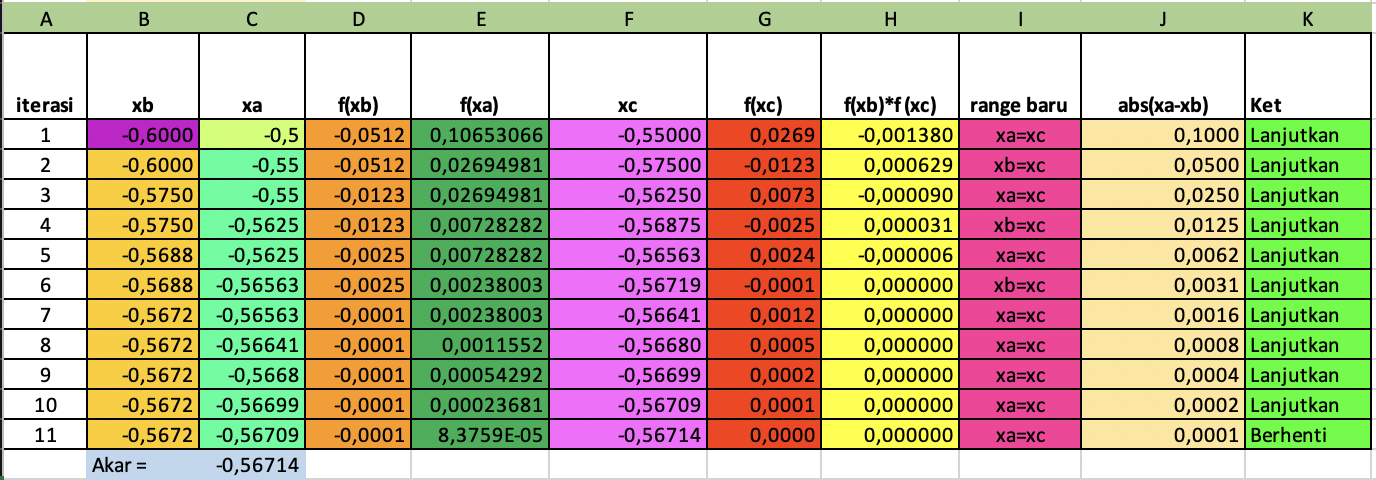 A B C D E F G H I J K
iterasi xb xa f(xb) f(xa) xc f(xc) f(xb)*f (xc) range baru abs(xa-xb) Ket
1 -0,6000 -0,5 -0,0512 0,10653066 -0,55000 0,0269 -0,001380 xa=xc 0,1000 Lanjutkan
2 -0,6000 -0,55 -0,0512 0,02694981 -0,57500 -0,0123 0,000629 xb=xc 0,0500 Lanjutkan
3 -0,5750 -0,55 -0,0123 0,02694981 -0,56250 0,0073 -0,000090 xa=xc 0,0250 Lanjutkan
4 -0,5750 -0,5625 -0,0123 0,00728282 -0,56875 -0,0025 0,000031 xb=xc 0,0125 Lanjutkan
5 -0,5688 -0,5625 -0,0025 0,00728282 -0,56563 0,0024 -0,000006 xa=xc 0,0062 Lanjutkan
6 -0,5688 -0,56563 -0,0025 0,00238003 -0,56719 -0,0001 0,000000 xb=xc 0,0031 Lanjutkan
7 -0,5672 -0,56563 -0,0001 0,00238003 -0,56641 0,0012 0,000000 xa=xc 0,0016 Lanjutkan
8 -0,5672 -0,56641 -0,0001 0,0011552 -0,56680 0,0005 0,000000 xa=xc 0,0008 Lanjutkan
9 -0,5672 -0,5668 -0,0001 0,00054292 -0,56699 0,0002 0,000000 xa=xc 0,0004 Lanjutkan
10 -0,5672 -0,56699 -0,0001 0,00023681 -0,56709 0,0001 0,000000 xa=xc 0,0002 Lanjutkan
11 -0,5672 -0,56709 -0,0001 8,3759E-05 -0,56714 0,0000 0,000000 xa=xc 0,0001 Berhenti
Akar = -0,56714